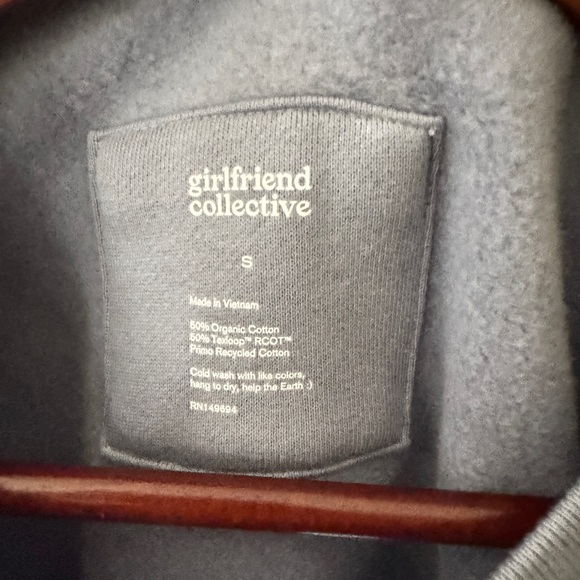 girlfriend
collective
S
Made in Vietnam
50% Organic Cotton
50% Texloop™ RCOT™
Primo Recycled Cotton
Cold wash with like colors,
hang to dry, help the Earth :)
RN149694